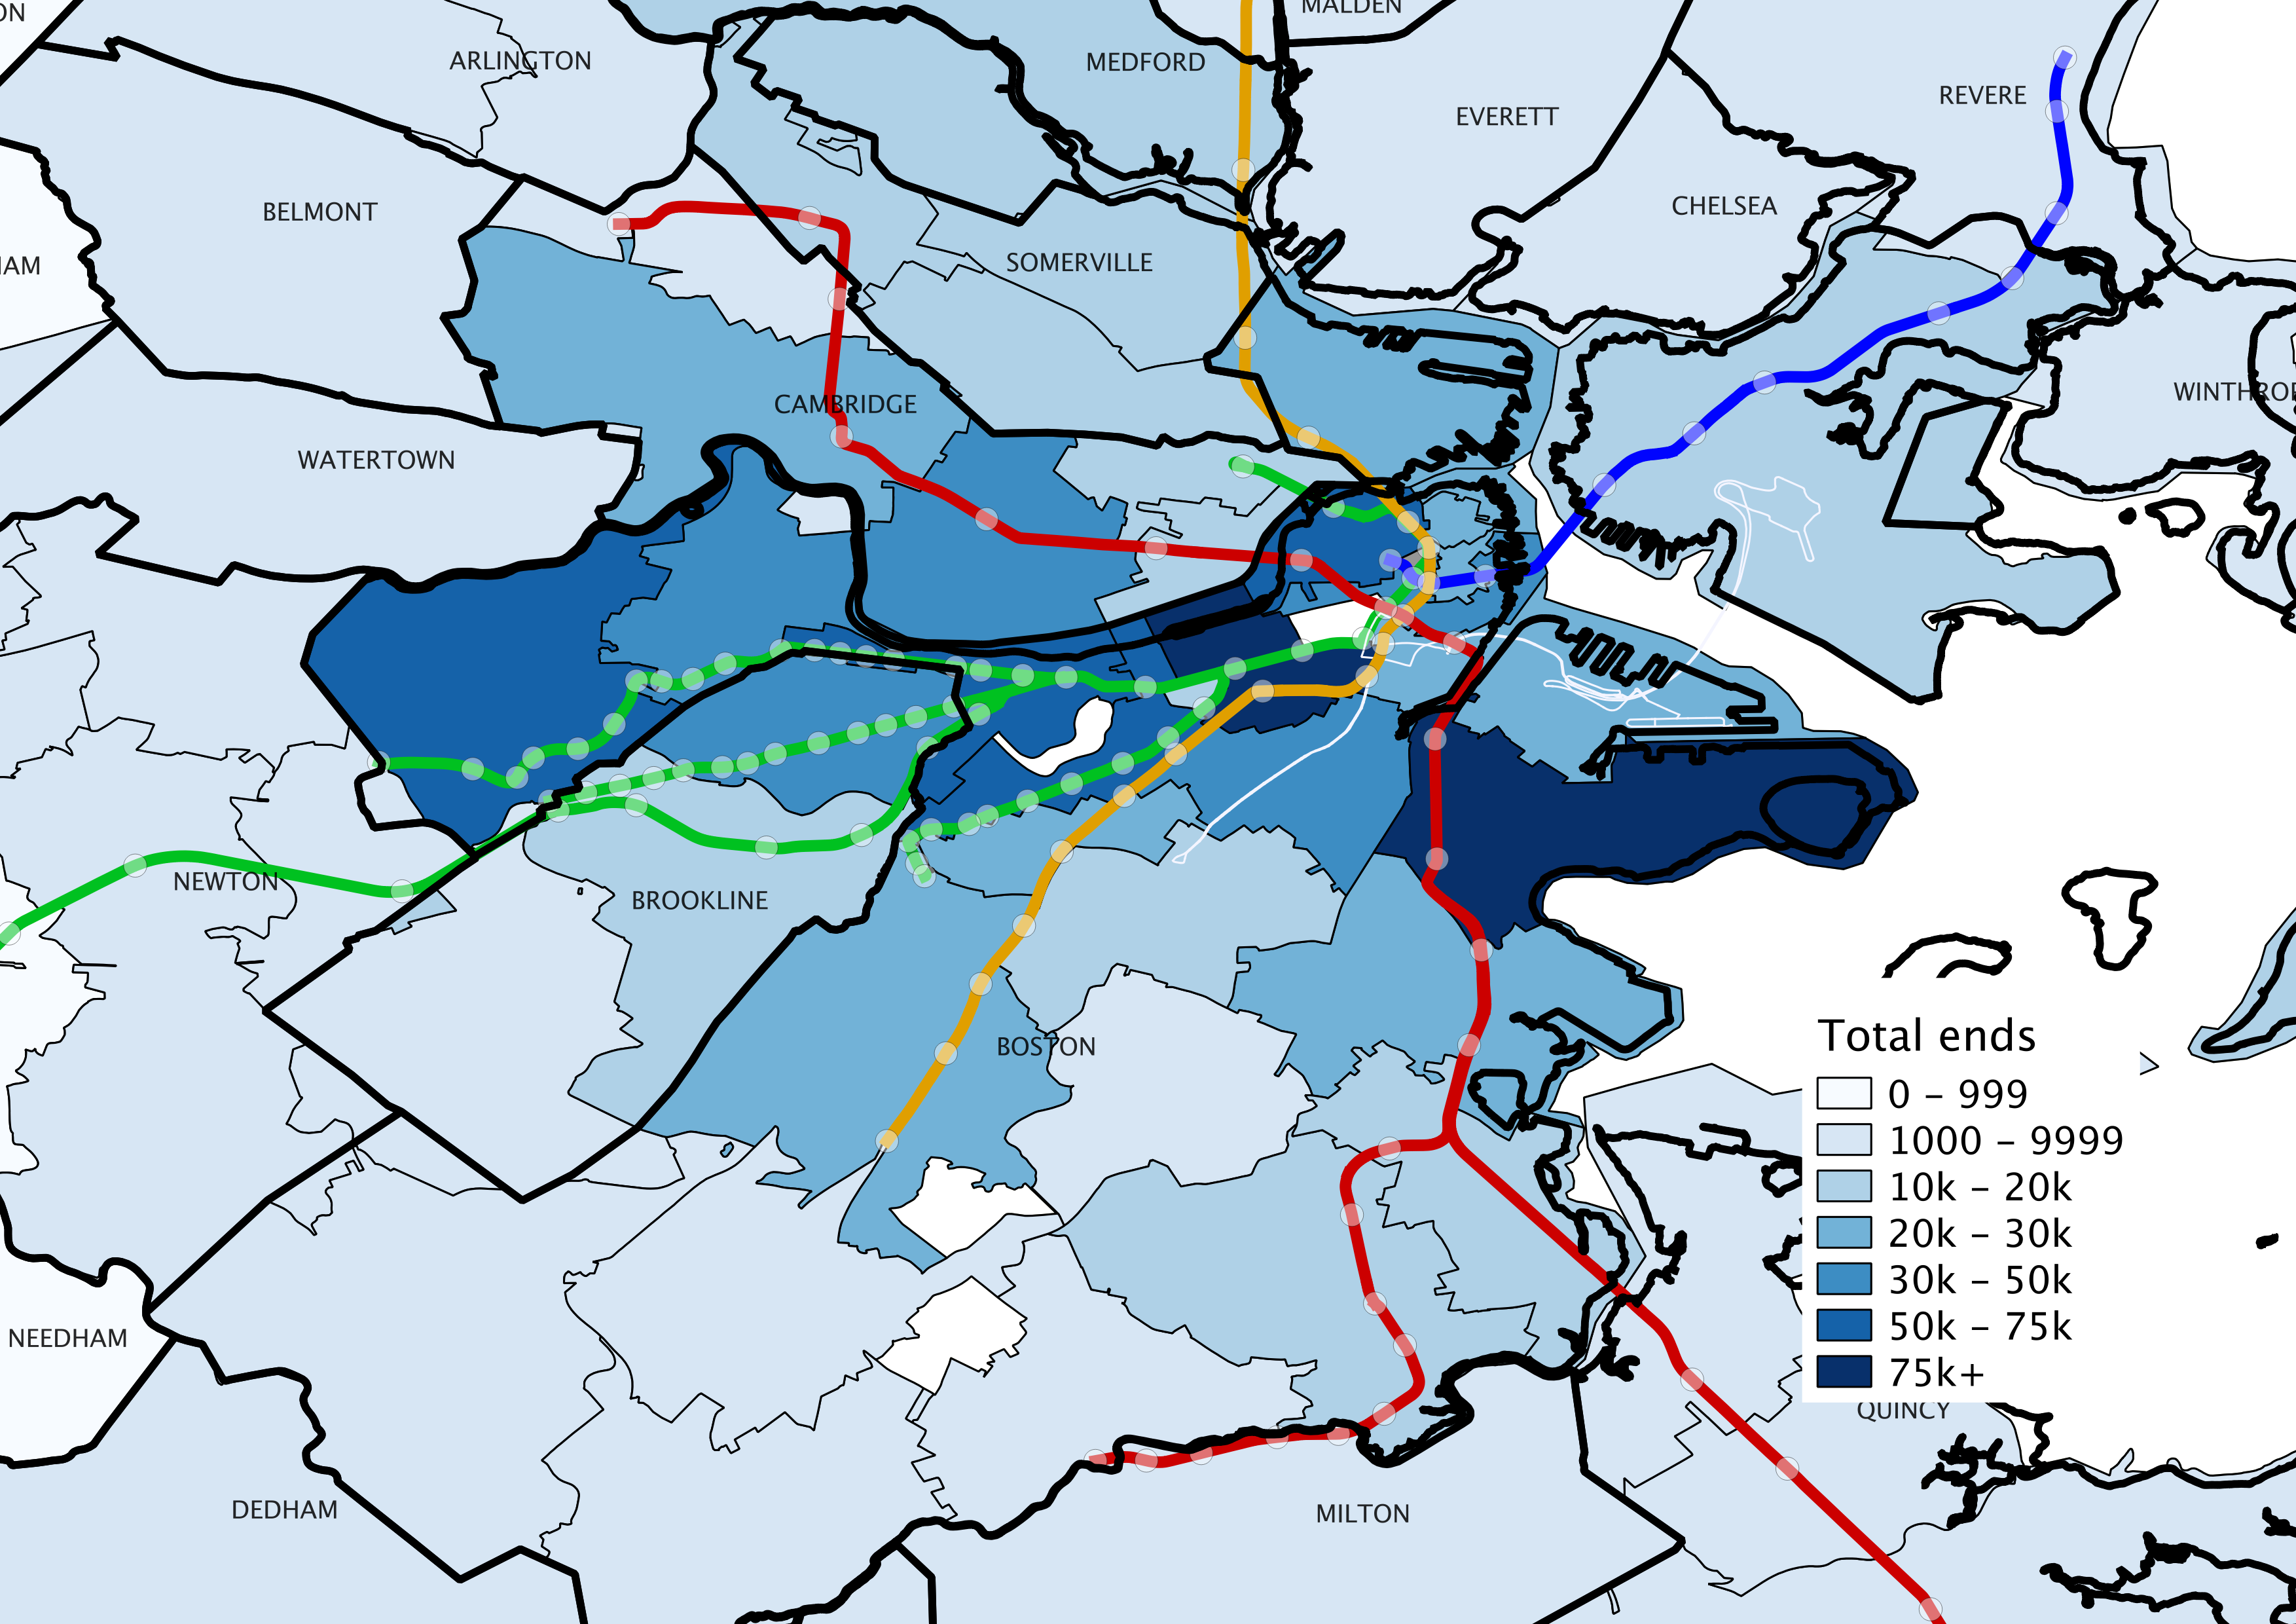 ON
MALDEN
ARLINGTON
MEDFORD
REVERE
EVERETT
BELMONT
CHELSEA
SOMERVILLE
AM
WINTHRO
CAMBRIDGE
WATERTOWN
NEWTON
BROOKLINE
BOSTON
Total ends
0 – 999
1000 – 9999
10k – 20k
20k – 30k
30k – 50k
50k – 75k
75k+
NEEDHAM
QUINCY
DEDHAM
MILTON